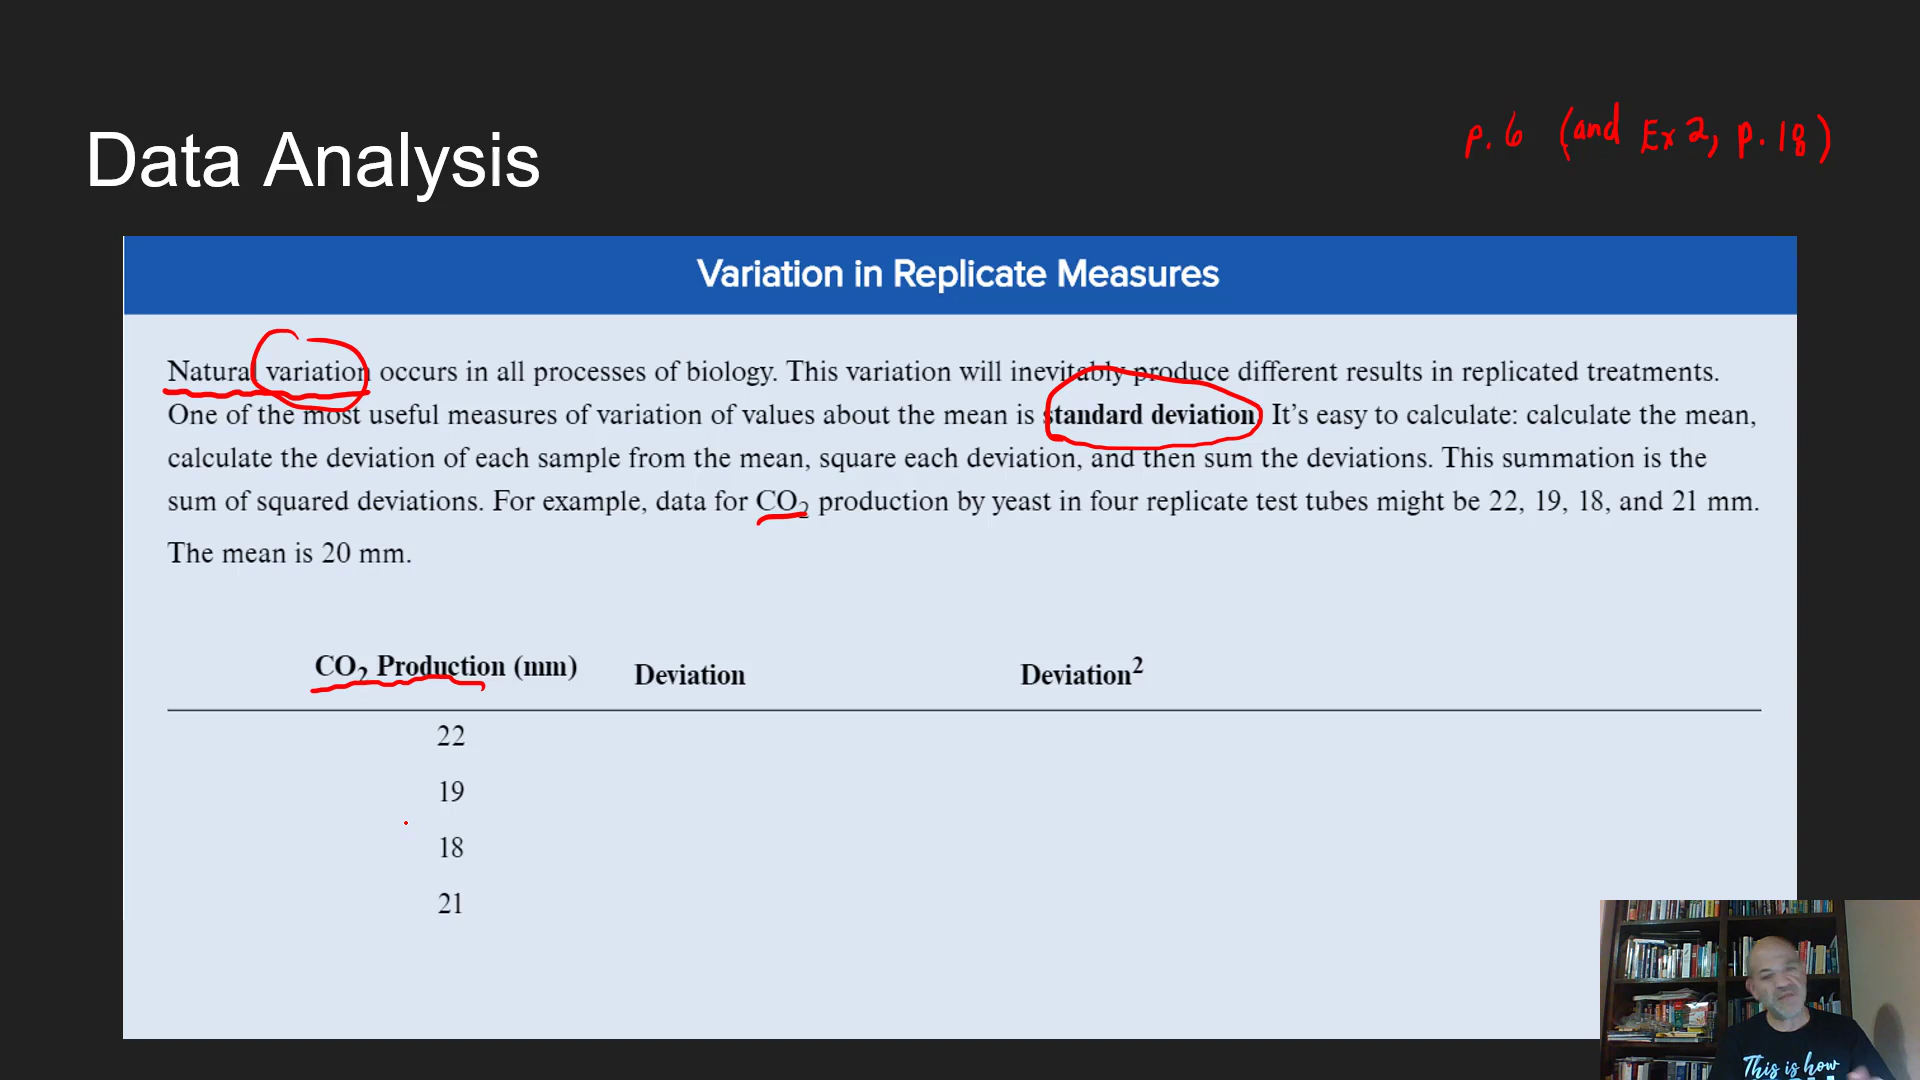 p. 6 (and Ex 2, p. 18)
Data Analysis
Variation in Replicate Measures
Natural variation occurs in all processes of biology. This variation will inevitably produce different results in replicated treatments.
One of the most useful measures of variation of values about the mean is standard deviation. It’s easy to calculate: calculate the mean,
calculate the deviation of each sample from the mean, square each deviation, and then sum the deviations. This summation is the
sum of squared deviations. For example, data for CO₂ production by yeast in four replicate test tubes might be 22, 19, 18, and 21 mm.
The mean is 20 mm.
CO₂ Production (mm) Deviation Deviation²
22
19
18
21
This is how